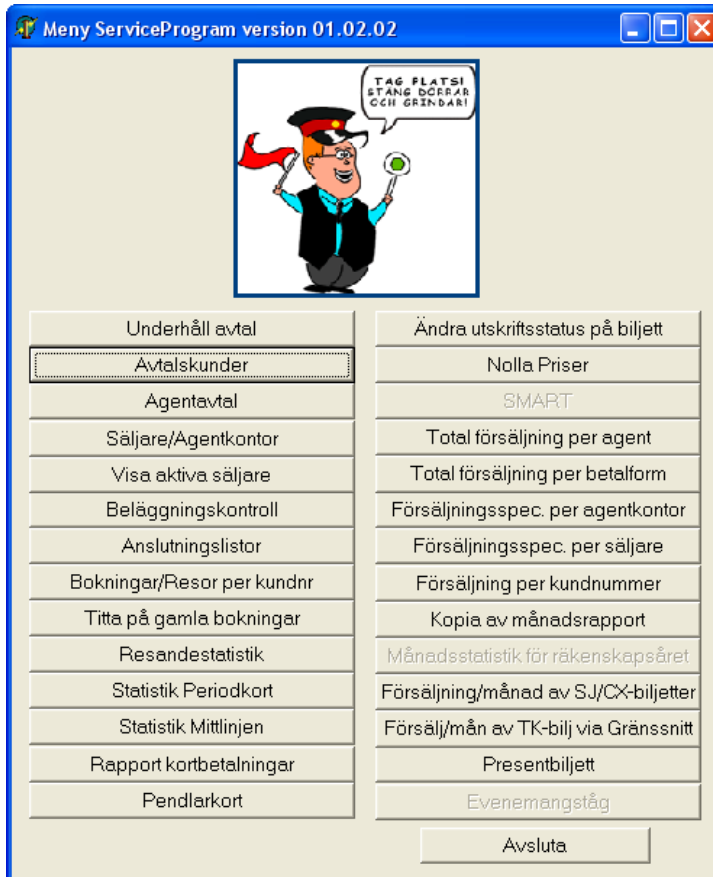 Meny ServiceProgram version 01.02.02
TAG PLATS!
STÄNG DÖRRAR
OCH GRINDAR!
Underhåll avtal
Avtalskunder
Agentavtal
Säljare/Agentkontor
Visa aktiva säljare
Beläggningskontroll
Anslutningslistor
Bokningar/Resor per kundnr
Titta på gamla bokningar
Resandestatistik
Statistik Periodkort
Statistik Mittlinjen
Rapport kortbetalningar
Pendlarkort
Ändra utskriftsstatus på biljett
Nolla Priser
SMART
Total försäljning per agent
Total försäljning per betalform
Försäljningsspec. per agentkontor
Försäljningsspec. per säljare
Försäljning per kundnummer
Kopia av månadsrapport
Månadsstatistik för räkenskapsåret
Försäljning/månad av SJ/CX-biljetter
Försälj/mån av TK-bilj via Gränssnitt
Presentbiljett
Evenemangståg
Avsluta